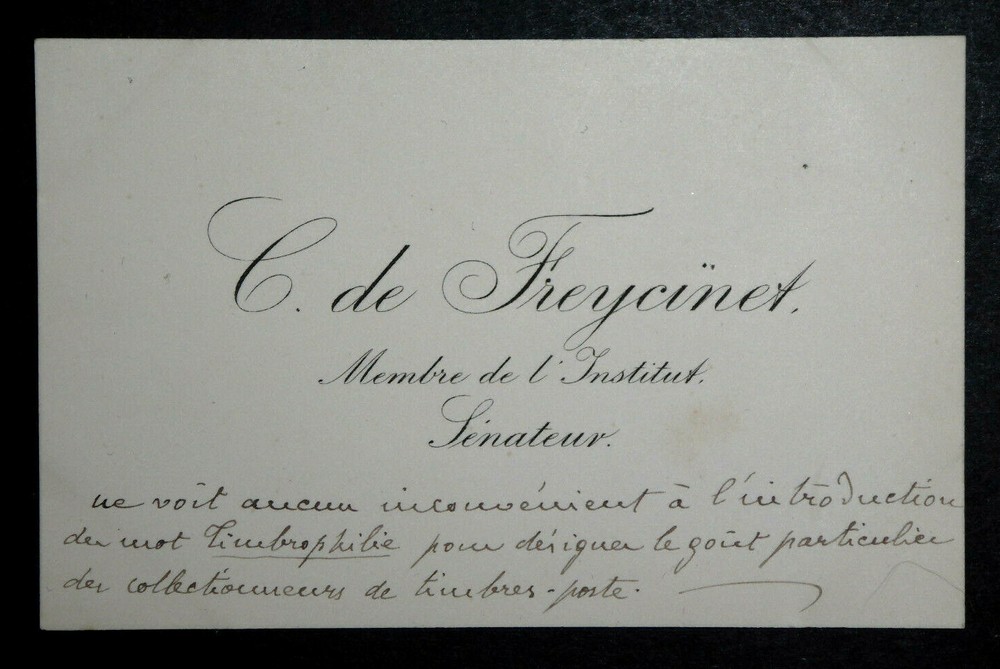 C. de Freycïnet.
Membre de l'Institut.
Sénateur.
ne voit aucun inconvénient à l'introduction
du mot Timbrophilie pour désigner le goût particulier
des collectionneurs de timbres-poste.